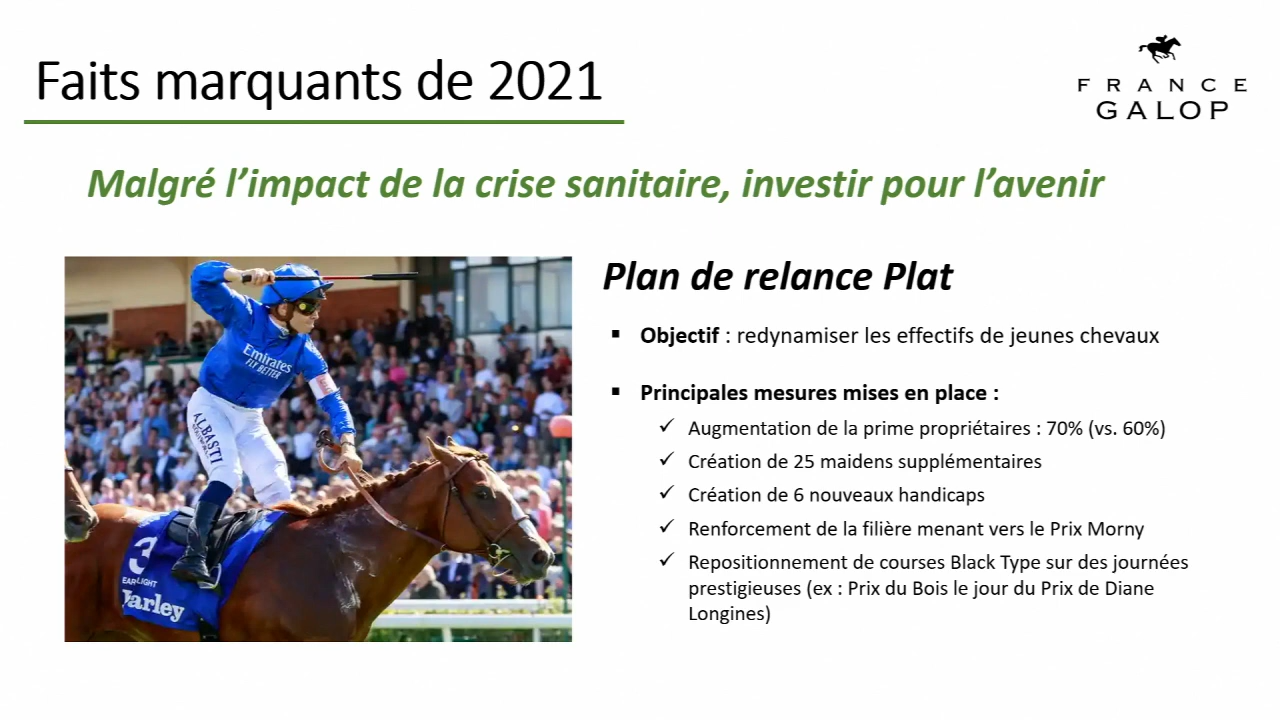 Faits marquants de 2021
FRANCE
GALOP
Malgré l’impact de la crise sanitaire, investir pour l’avenir
Plan de relance Plat
▪ Objectif : redynamiser les effectifs de jeunes chevaux
▪ Principales mesures mises en place :
✓ Augmentation de la prime propriétaires : 70% (vs. 60%)
✓ Création de 25 maidens supplémentaires
✓ Création de 6 nouveaux handicaps
✓ Renforcement de la filière menant vers le Prix Morny
✓ Repositionnement de courses Black Type sur des journées
prestigieuses (ex : Prix du Bois le jour du Prix de Diane
Longines)
Emirates
FLY BETTER
AL BASTI
3
EARTHLIGHT
Darley